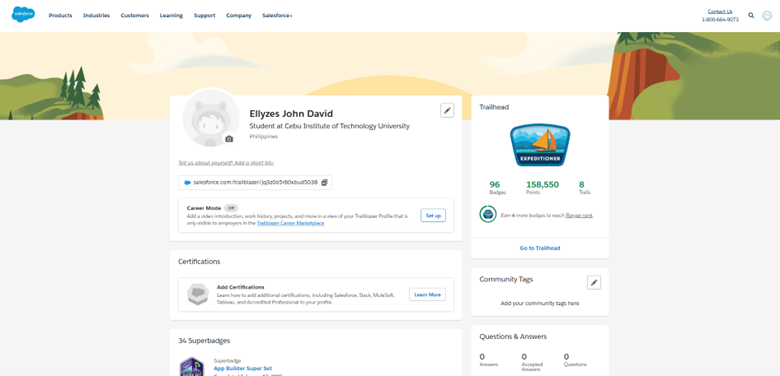 salesforce
Products Industries Customers Learning Support Company Salesforce+
Contact Us
1-800-664-9073
Ellyzes John David
Student at Cebu Institute of Technology University
Philippines
Tell us about yourself! Add a short bio.
Career Mode Off
Add a video introduction, work history, projects, and more in a view of your Trailblazer Profile that is
only visible to employers in the Trailblazer Career Marketplace.
Set up
Certifications
Add Certifications
Learn how to add additional certifications, including Salesforce, Slack, MuleSoft,
Tableau, and Accredited Professional to your profile.
Learn More
34 Superbadges
Superbadge
App Builder Super Set
Trailhead
EXPEDITIONER
96 158,550 8
Badges Points Trails
Earn 4 more badges to reach Ranger rank.
Go to Trailhead
Community Tags
Add your community tags here
Questions & Answers
0 0 0
Answers Accepted Questions
Answers